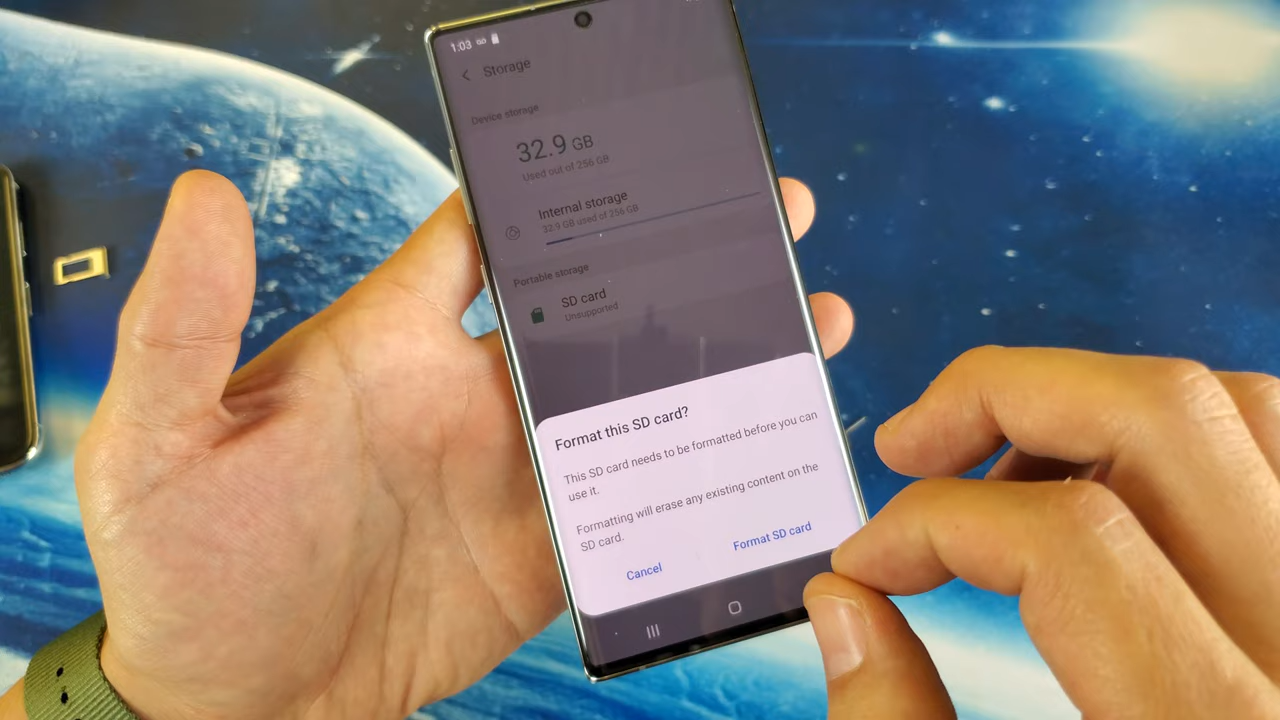 1:03
Storage
Device storage
32.9 GB
Used out of 256 GB
Internal storage
32.9 GB used of 256 GB
Portable storage
SD card
Unsupported
Format this SD card?
This SD card needs to be formatted before you can
use it.
Formatting will erase any existing content on the
SD card.
Cancel
Format SD card